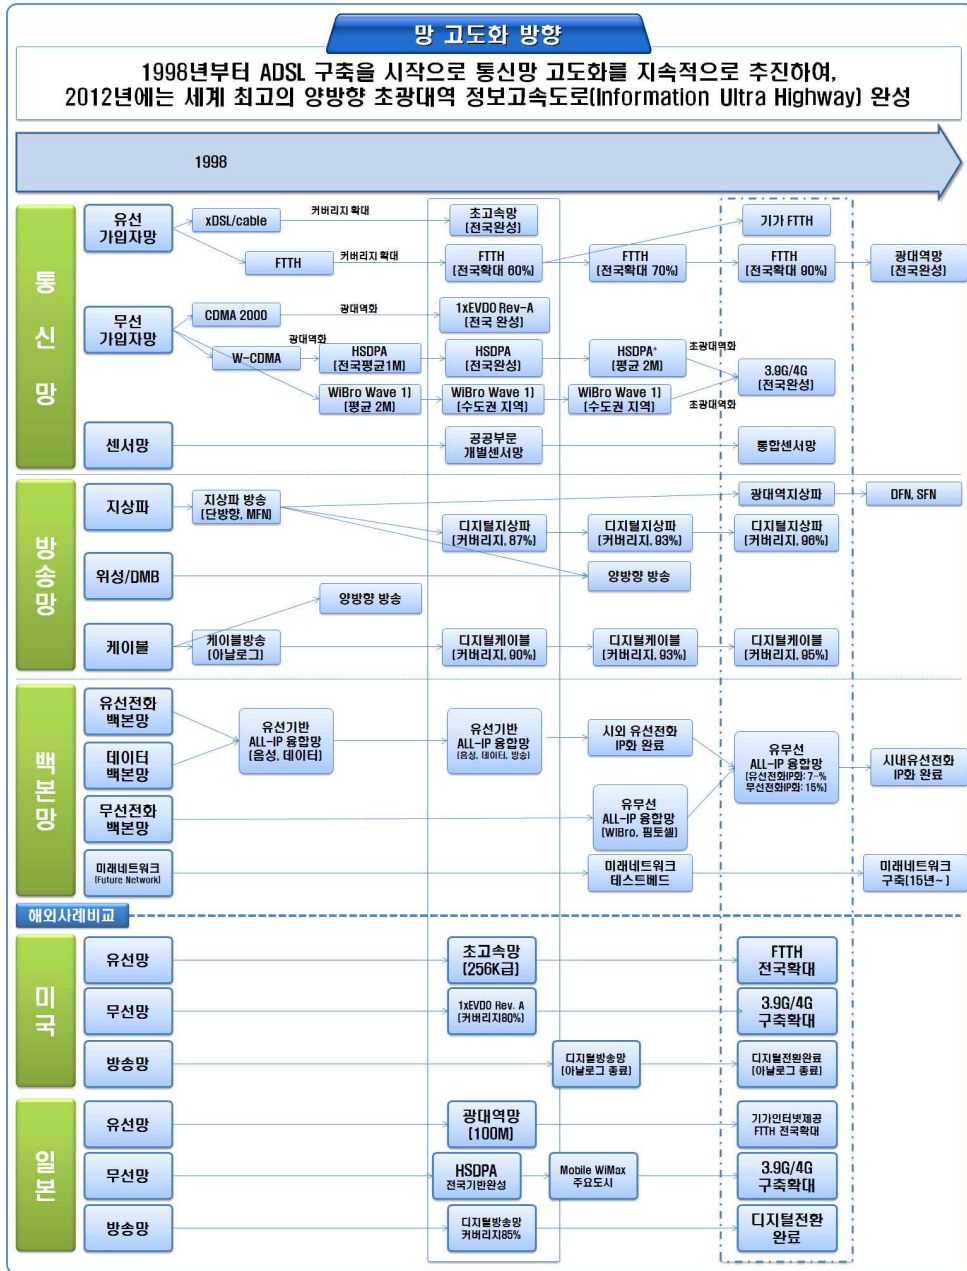 망 고도화 방향
1998년부터 ADSL 구축을 시작으로 통신망 고도화를 지속적으로 추진하여,
2012년에는 세계 최고의 양방향 초광대역 정보고속도로(Information Ultra Highway) 완성
1998
통신망
유선
가입자망
xDSL/cable
커버리지 확대
초고속망
(전국완성)
기가 FTTH
FTTH
커버리지 확대
FTTH
(전국확대 60%)
FTTH
(전국확대 70%)
FTTH
(전국확대 90%)
광대역망
(전국완성)
무선
가입자망
CDMA 2000
광대역화
1xEVDO Rev-A
(전국 완성)
W-CDMA
광대역화
HSDPA
(전국평균1M)
HSDPA
(전국완성)
HSDPA⁺
(평균 2M)
초광대역화
3.9G/4G
(전국완성)
WiBro Wave 1)
(평균 2M)
WiBro Wave 1)
(수도권 지역)
WiBro Wave 1)
(수도권 지역)
초광대역화
센서망
공공부문
개별센서망
통합센서망
방송망
지상파
지상파 방송
(단방향, MFN)
광대역지상파
DFN, SFN
디지털지상파
(커버리지, 87%)
디지털지상파
(커버리지, 93%)
디지털지상파
(커버리지, 96%)
위성/DMB
양방향 방송
양방향 방송
케이블
케이블방송
(아날로그)
디지털케이블
(커버리지, 90%)
디지털케이블
(커버리지, 93%)
디지털케이블
(커버리지, 95%)
백본망
유선전화
백본망
데이터
백본망
유선기반
ALL-IP 융합망
(음성, 데이터)
유선기반
ALL-IP 융합망
(음성, 데이터, 방송)
시외 유선전화
IP화 완료
유무선
ALL-IP 융합망
(유선전화IP화: 7-%
무선전화IP화: 15%)
시내유선전화
IP화 완료
무선전화
백본망
유무선
ALL-IP 융합망
(WIBro, 펨토셀)
미래네트워크
(Future Network)
미래네트워크
테스트베드
미래네트워크
구축(15년~)
해외사례비교
미국
유선망
초고속망
(256K급)
FTTH
전국확대
무선망
1xEVDO Rev. A
(커버리지80%)
3.9G/4G
구축확대
방송망
디지털방송망
(아날로그 종료)
디지털전환완료
(아날로그 종료)
일본
유선망
광대역망
(100M)
기가인터넷제공
FTTH 전국확대
무선망
HSDPA
전국기반완성
Mobile WiMax
주요도시
3.9G/4G
구축확대
방송망
디지털방송망
커버리지85%
디지털전환
완료